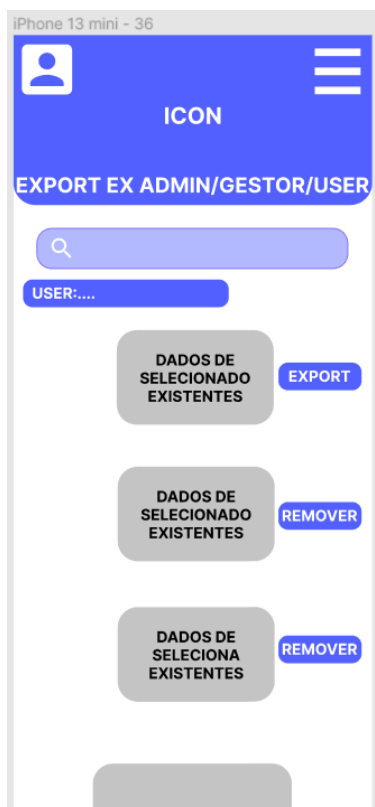 iPhone 13 mini - 36
ICON
EXPORT EX ADMIN/GESTOR/USER
USER:....
DADOS DE
SELECIONADO
EXISTENTES
EXPORT
DADOS DE
SELECIONADO
EXISTENTES
REMOVER
DADOS DE
SELECIONA
EXISTENTES
REMOVER